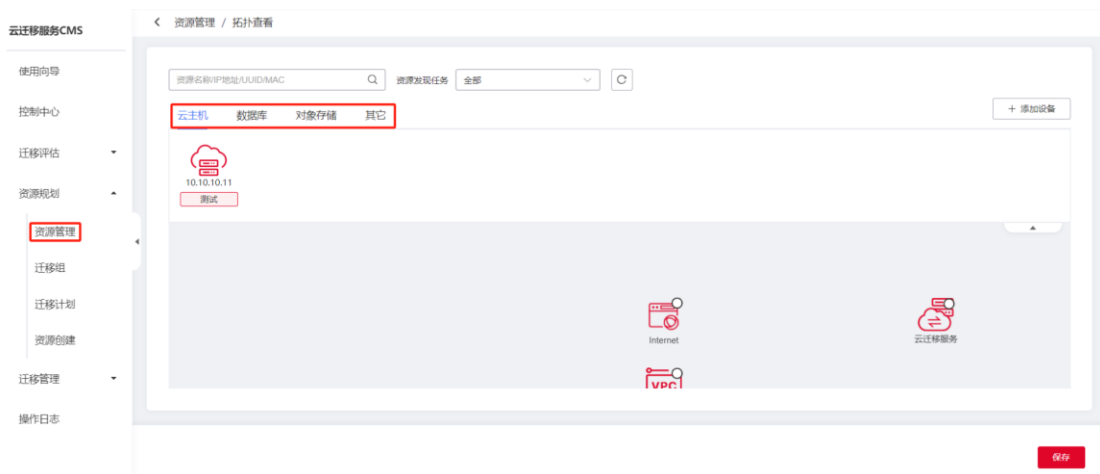 云迁移服务CMS
使用向导
控制中心
迁移评估
资源规划
资源管理
迁移组
迁移计划
资源创建
迁移管理
操作日志
资源管理 / 拓扑查看
资源名称/IP地址/UUID/MAC
资源发现任务 全部
云主机 数据库 对象存储 其它
+ 添加设备
10.10.10.11
测试
Internet
云迁移服务
VPC
保存